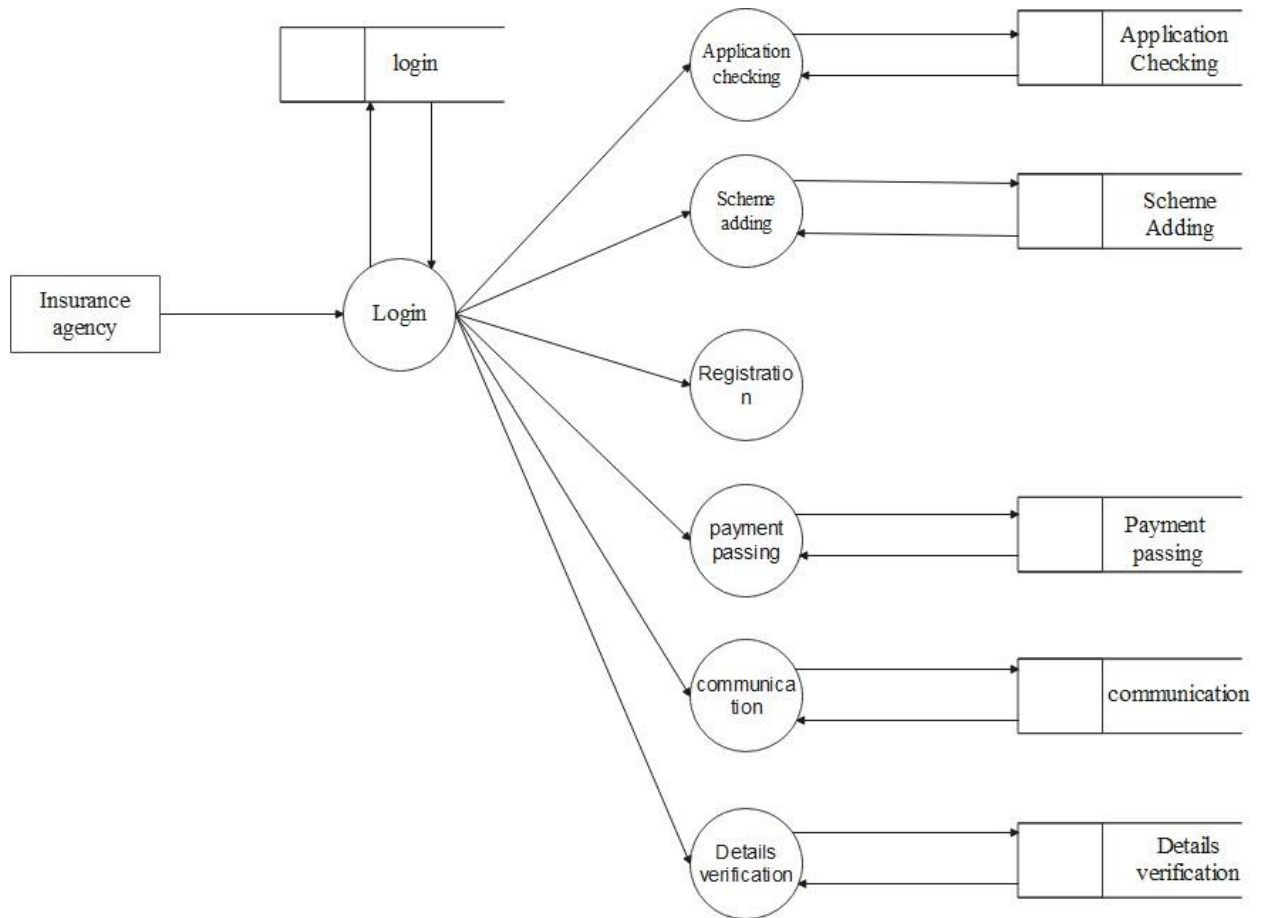 login
Application
checking
Application
Checking
Scheme
adding
Scheme
Adding
Insurance
agency
Login
Registratio
n
payment
passing
Payment
passing
communica
tion
communication
Details
verification
Details
verification